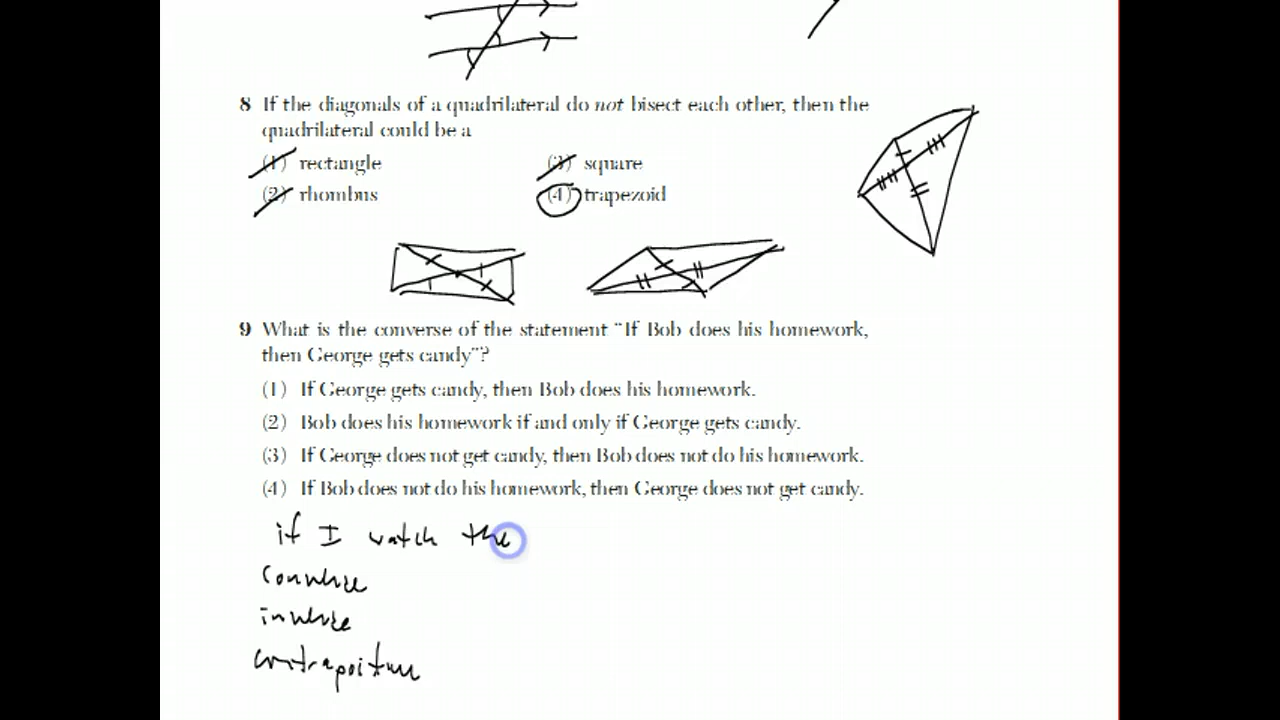 8 If the diagonals of a quadrilateral do not bisect each other, then the
quadrilateral could be a
(1) rectangle (3) square
(2) rhombus (4) trapezoid
9 What is the converse of the statement "If Bob does his homework,
then George gets candy"?
(1) If George gets candy, then Bob does his homework.
(2) Bob does his homework if and only if George gets candy.
(3) If George does not get candy, then Bob does not do his homework.
(4) If Bob does not do his homework, then George does not get candy.
if I watch the
converse
inverse
contrapositive